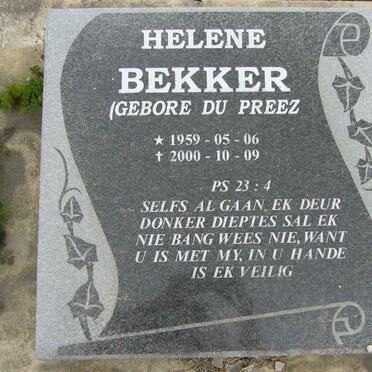 HELENE
BEKKER
(GEBORE DU PREEZ
★ 1959 - 05 - 06
✝ 2000 - 10 - 09
PS 23 : 4
SELFS AL GAAN EK DEUR
DONKER DIEPTES SAL EK
NIE BANG WEES NIE, WANT
U IS MET MY, IN U HANDE
IS EK VEILIG